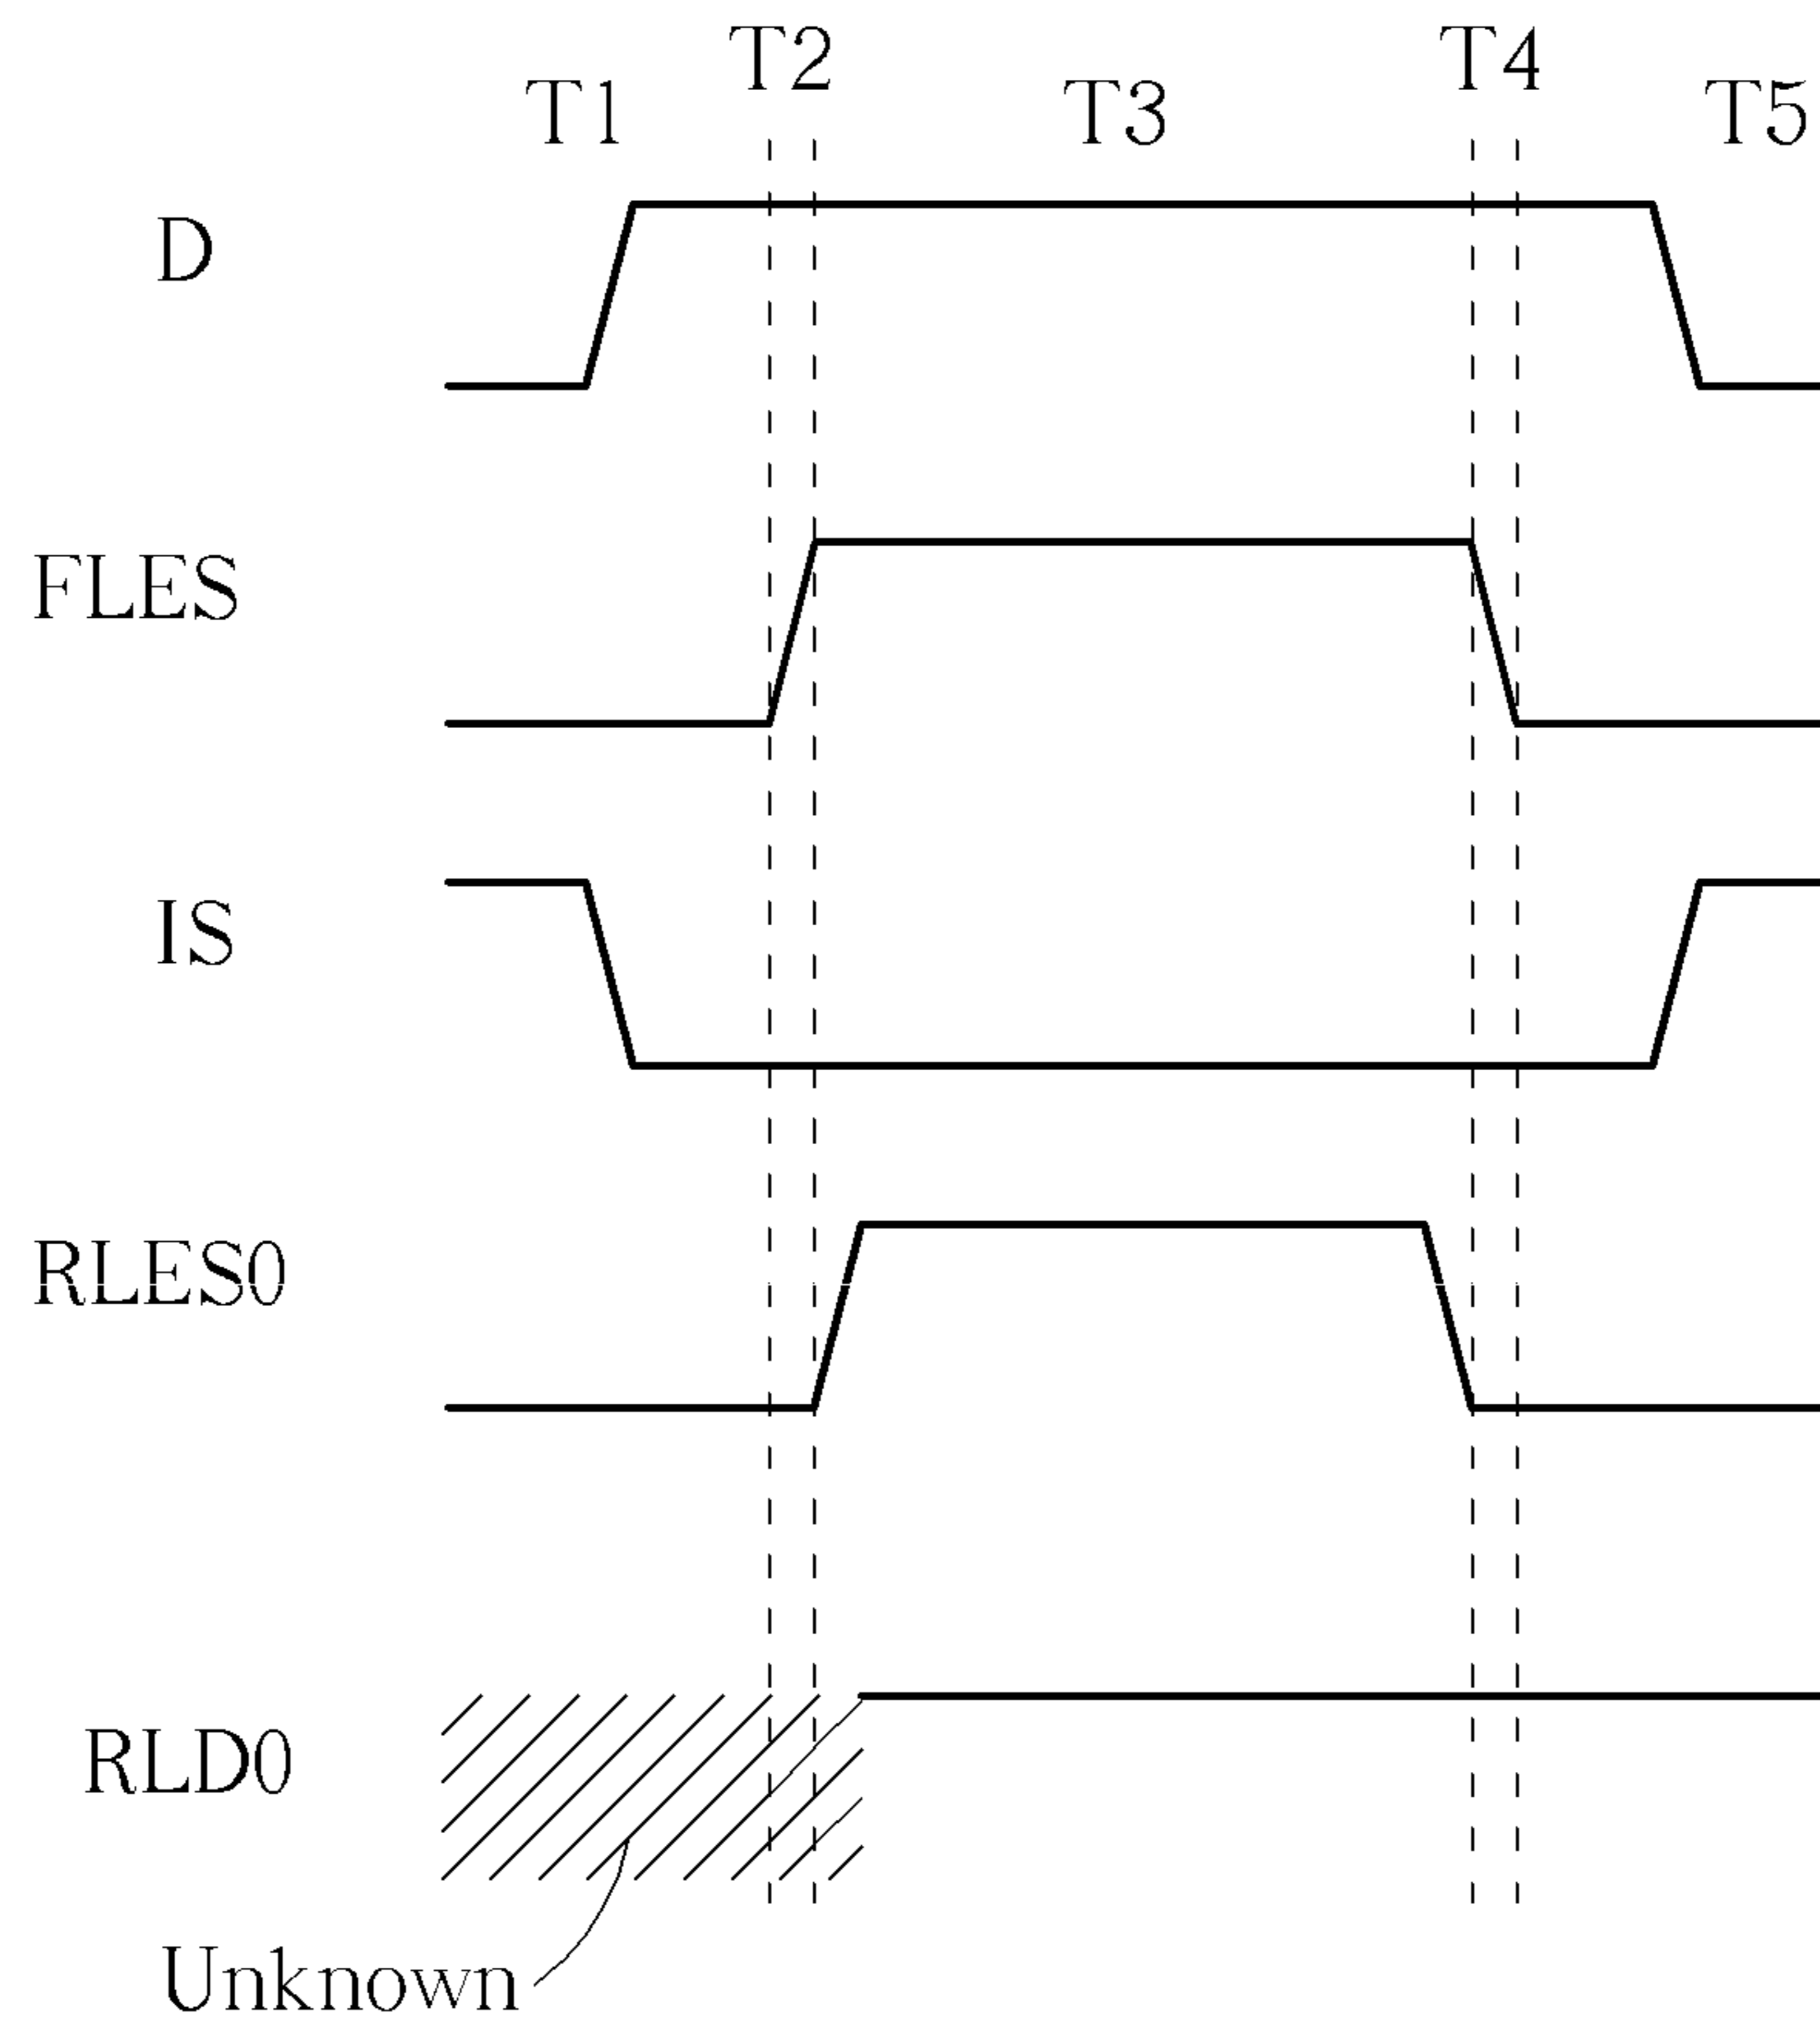 T2 T4
T1 T3 T5
D
FLES
IS
RLES0
RLD0
Unknown